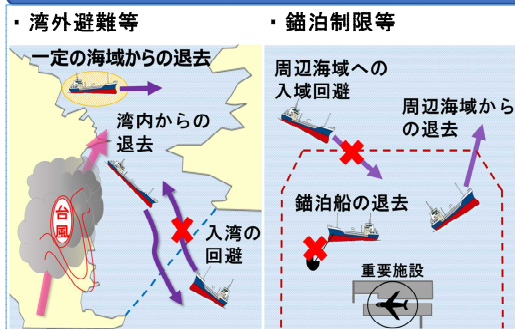 ・湾外避難等
一定の海域からの退去
湾内からの
退去
台風
入湾の
回避
・錨泊制限等
周辺海域への
入域回避
周辺海域から
の退去
錨泊船の退去
重要施設